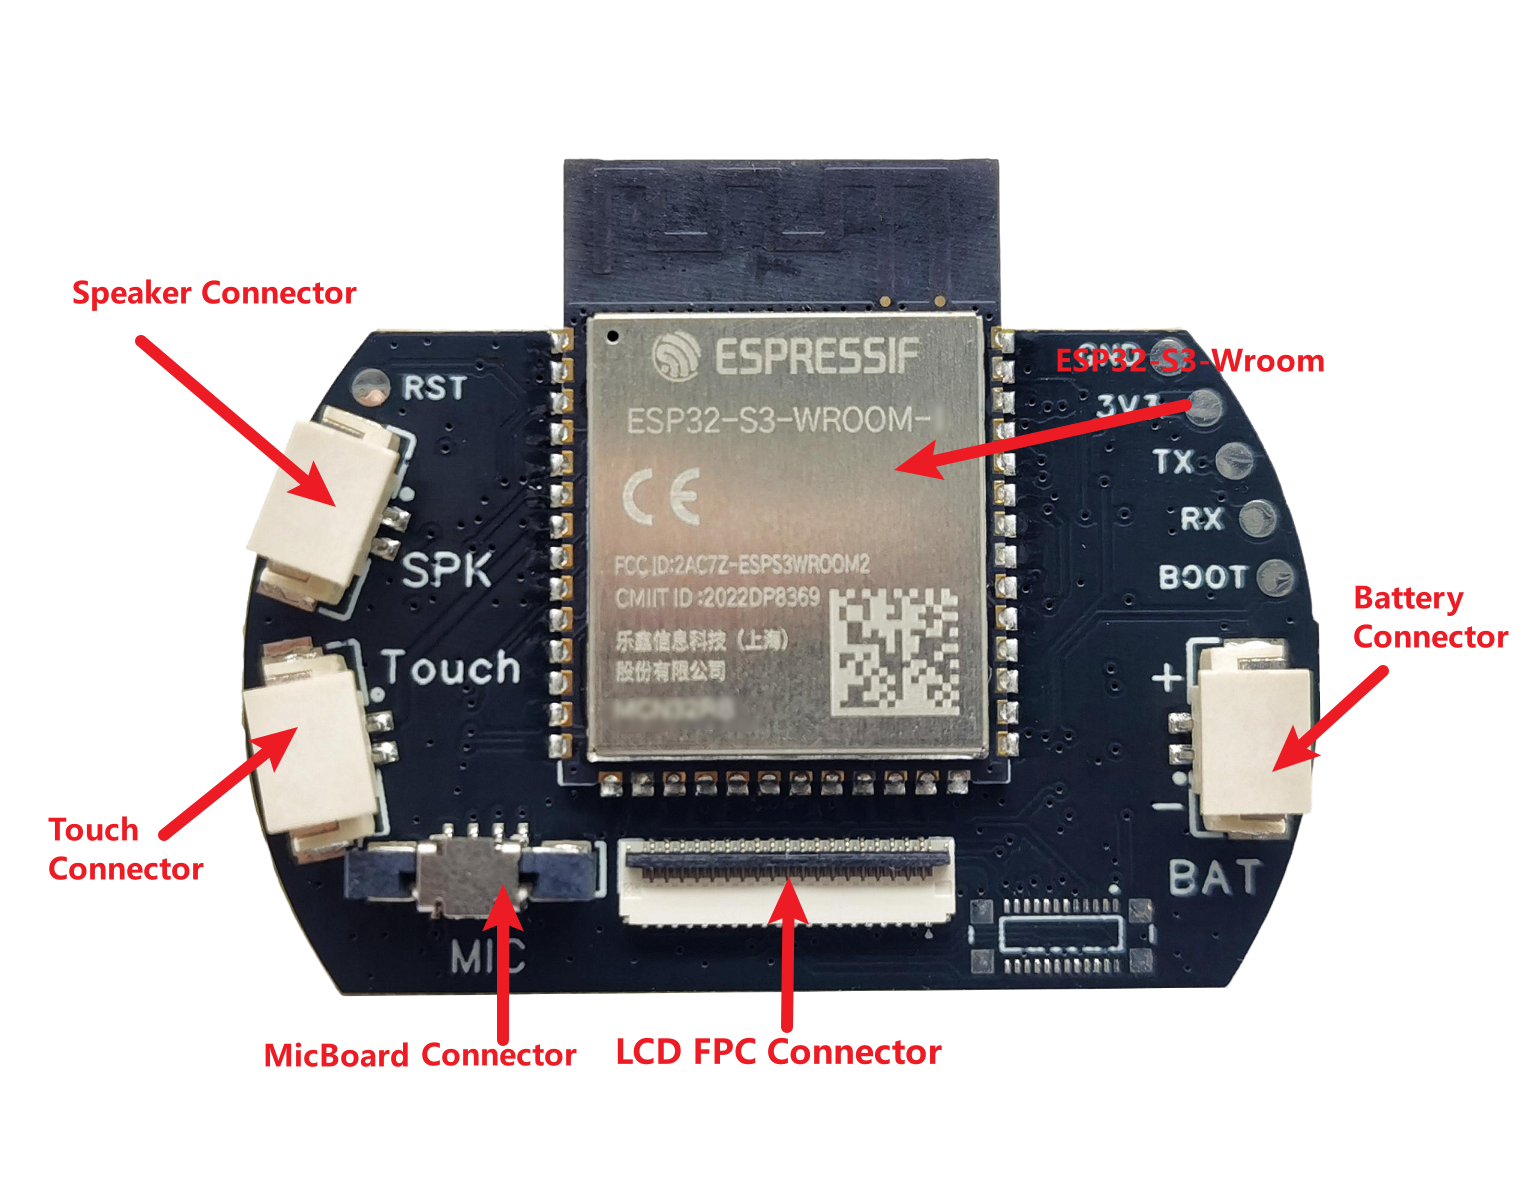 Speaker Connector
RST
ESPRESSIF
ESP32-S3-WROOM-
CE
FCC ID:2AC7Z-ESPS3WROOM2
CMIIT ID:2022DP8369
乐鑫信息科技（上海）
股份有限公司
GND
ESP32-S3-Wroom
3V3
TX
RX
BOOT
SPK
Touch
Touch
Connector
Battery
Connector
+
-
BAT
MIC
MicBoard Connector
LCD FPC Connector